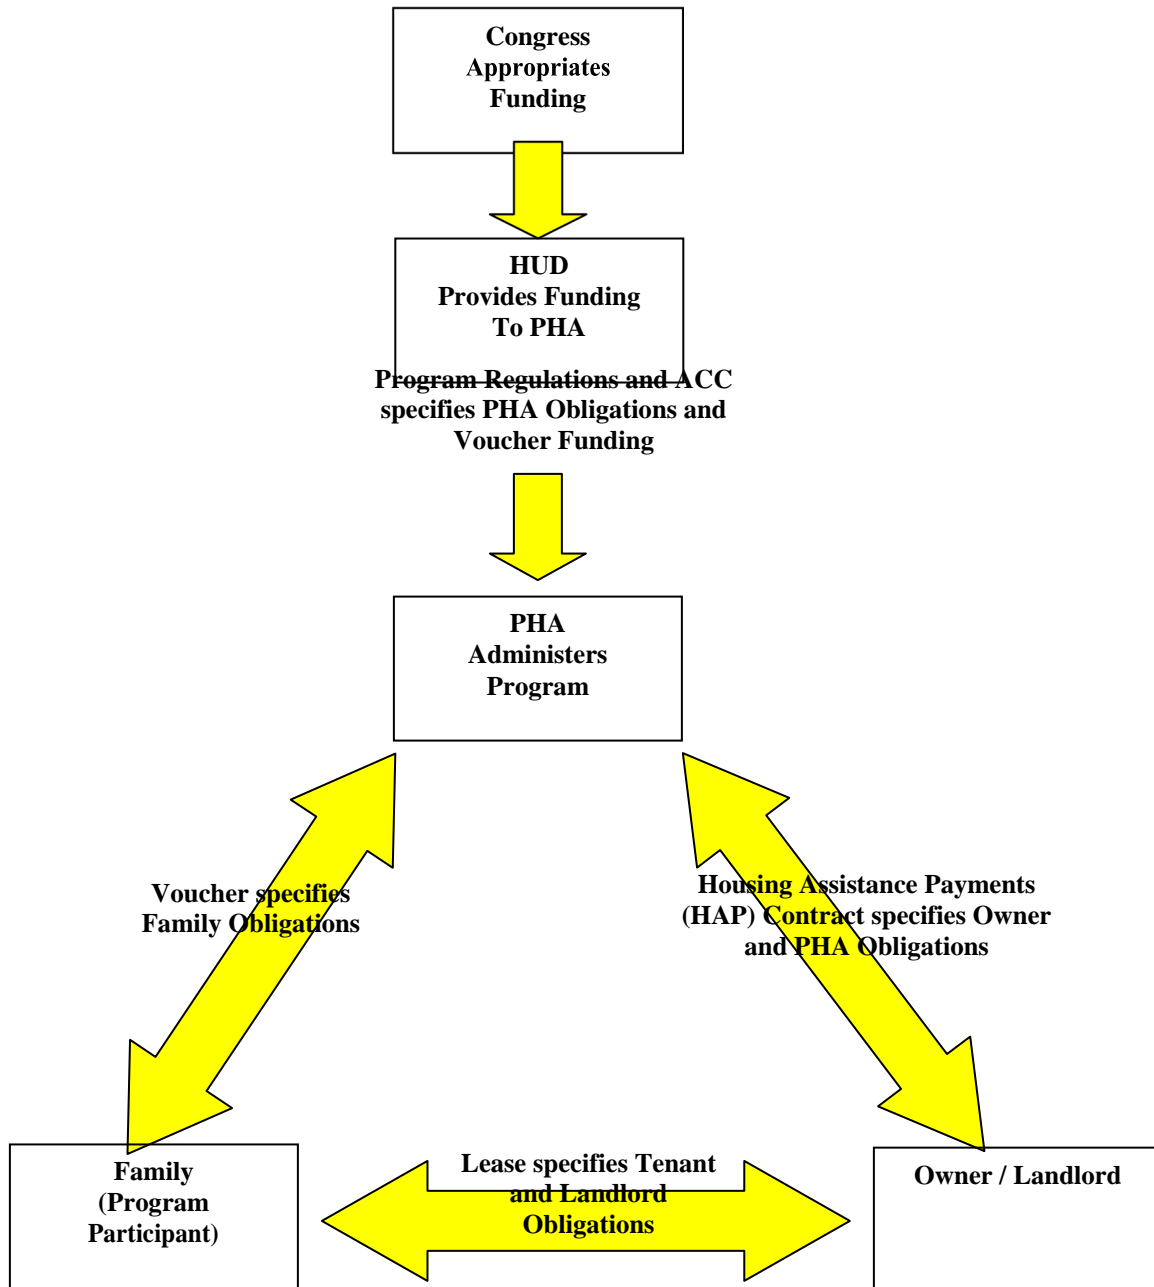 Congress
Appropriates
Funding
HUD
Provides Funding
To PHA
Program Regulations and ACC
specifies PHA Obligations and
Voucher Funding
PHA
Administers
Program
Voucher specifies
Family Obligations
Housing Assistance Payments
(HAP) Contract specifies Owner
and PHA Obligations
Family
(Program
Participant)
Lease specifies Tenant
and Landlord
Obligations
Owner / Landlord